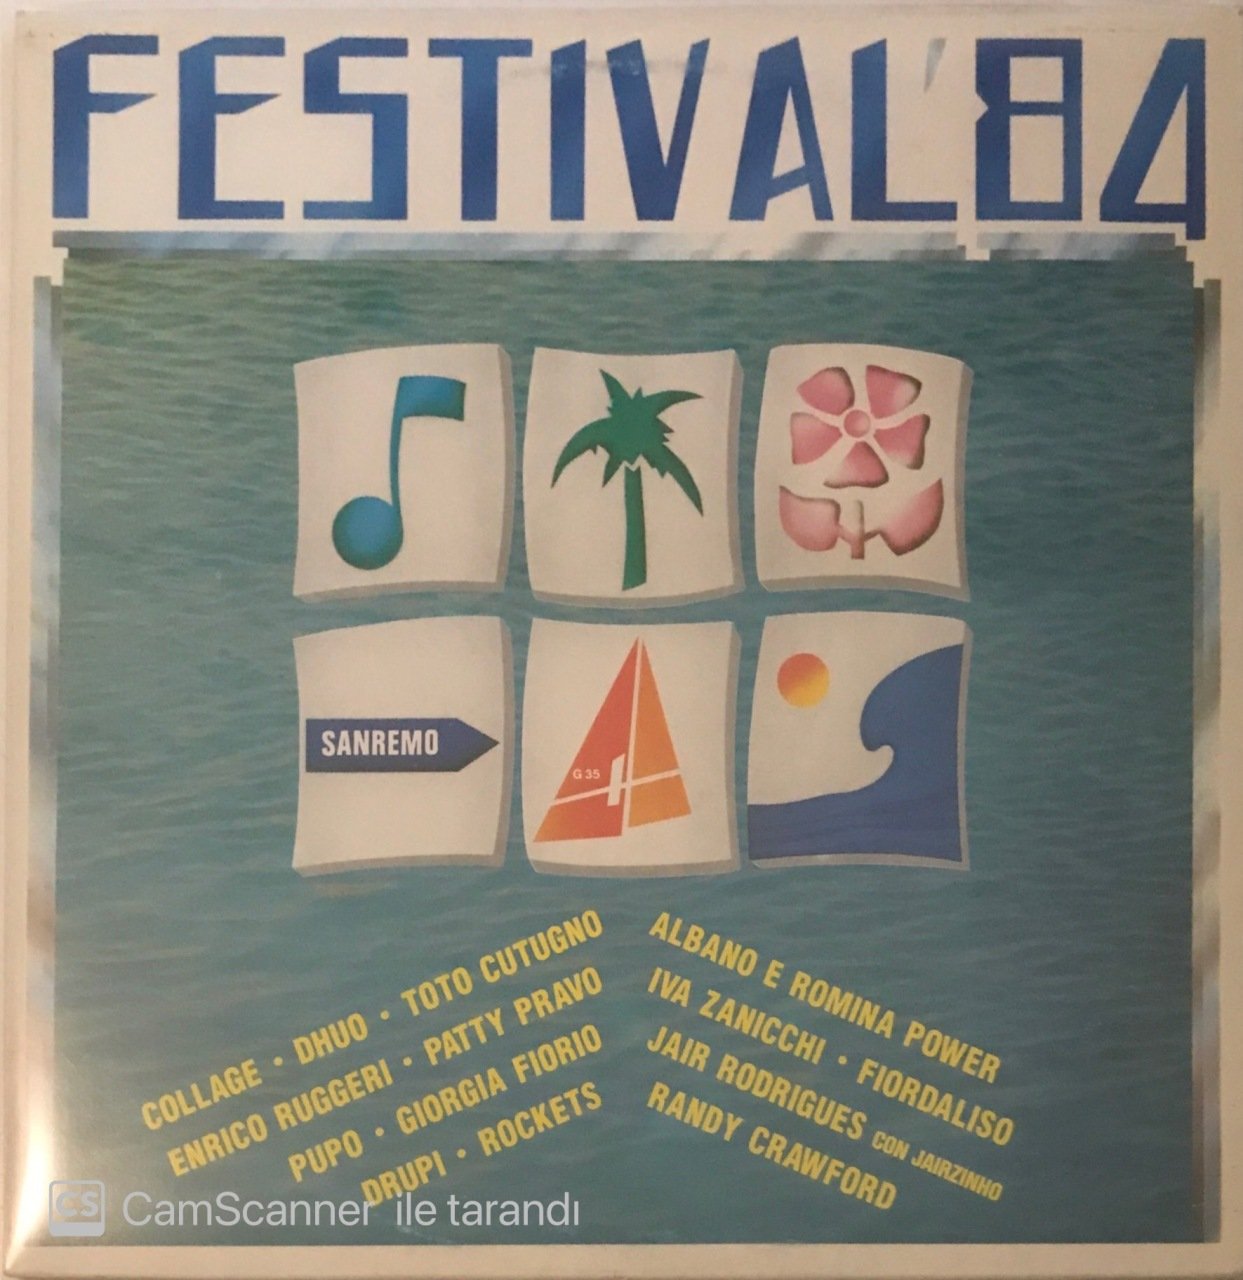 FESTIVAL'84
SANREMO
G 35
COLLAGE · DHUO · TOTO CUTUGNO
ENRICO RUGGERI · PATTY PRAVO
PUPO · GIORGIA FIORIO
DRUPI · ROCKETS
ALBANO E ROMINA POWER
IVA ZANICCHI · FIORDALISO
JAIR RODRIGUES CON JAIRZINHO
RANDY CRAWFORD
CS CamScanner ile tarandı